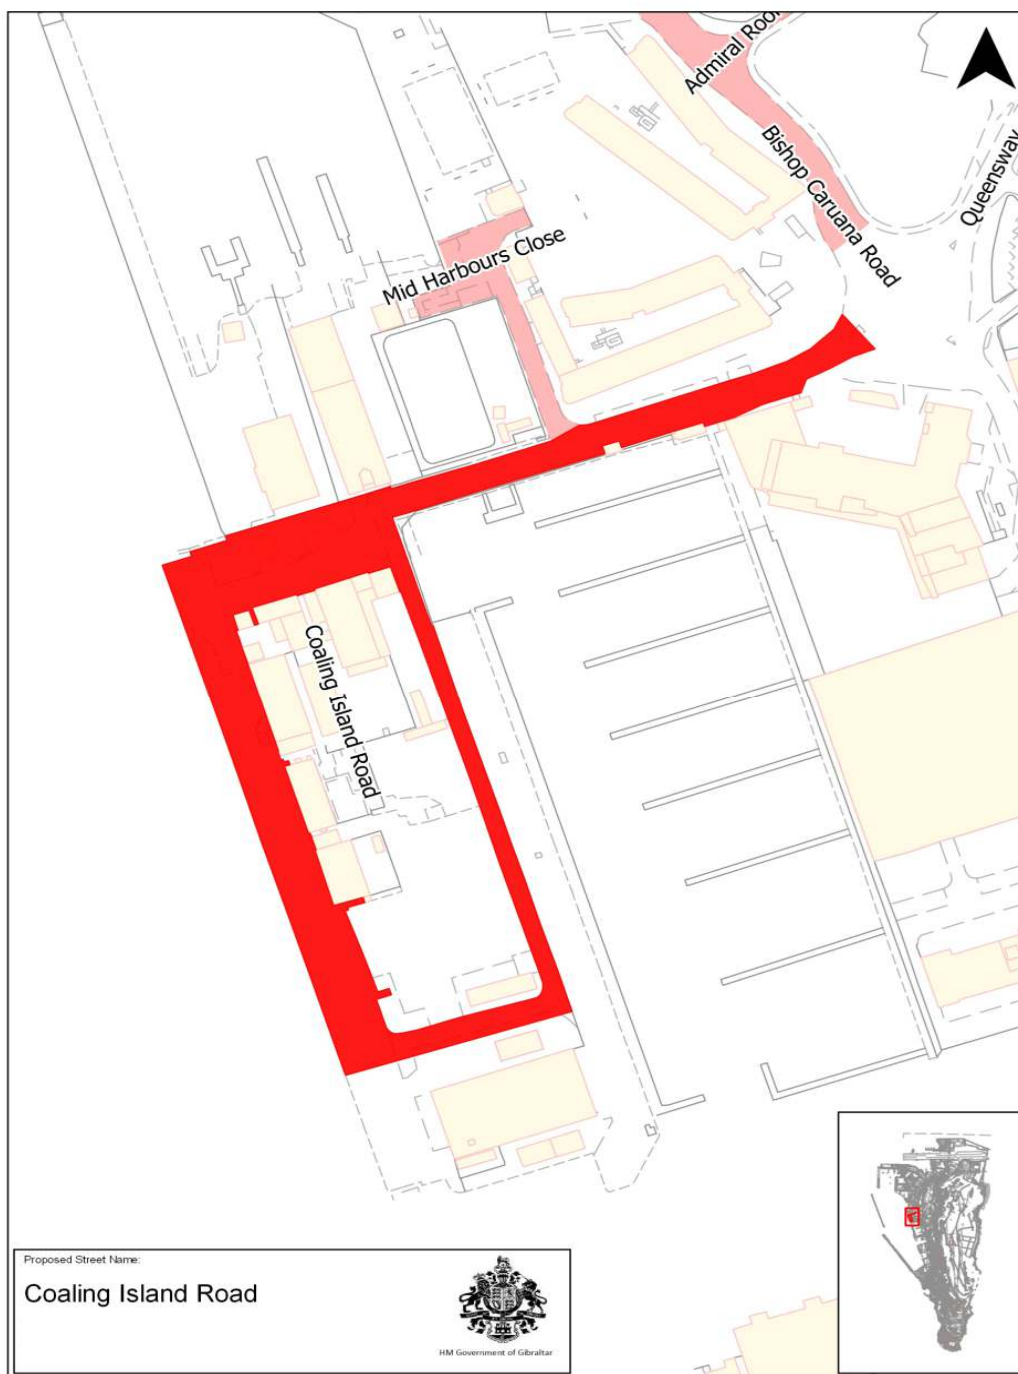 Admiral Roo
Bishop Caruana Road
Queensway
Mid Harbours Close
Coaling Island Road
Proposed Street Name:
Coaling Island Road
HM Government of Gibraltar